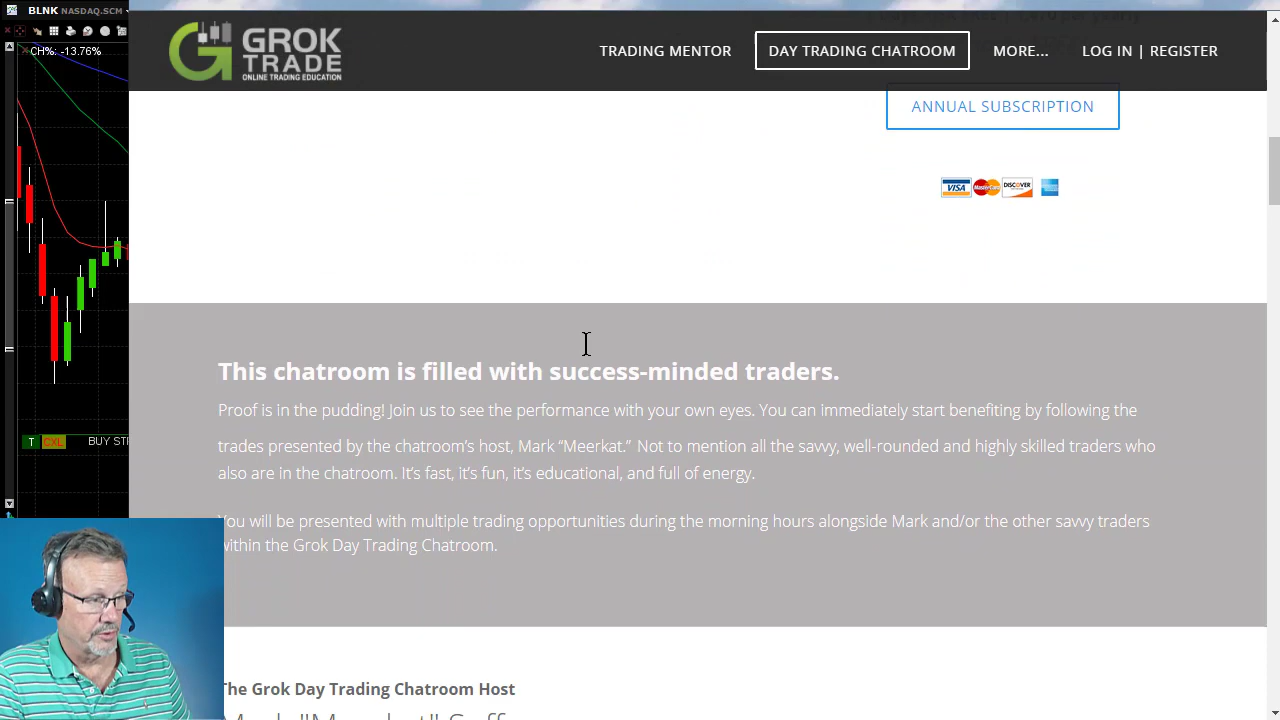 BLNK NASDAQ.SCM
CH%: -13.76%
GROK
TRADE
ONLINE TRADING EDUCATION
TRADING MENTOR
DAY TRADING CHATROOM
MORE...
LOG IN | REGISTER
ANNUAL SUBSCRIPTION
VISA MasterCard DISCOVER
This chatroom is filled with success-minded traders.
Proof is in the pudding! Join us to see the performance with your own eyes. You can immediately start benefiting by following the
trades presented by the chatroom's host, Mark “Meerkat.” Not to mention all the savvy, well-rounded and highly skilled traders who
also are in the chatroom. It's fast, it's fun, it's educational, and full of energy.
You will be presented with multiple trading opportunities during the morning hours alongside Mark and/or the other savvy traders
within the Grok Day Trading Chatroom.
T CXL BUY
The Grok Day Trading Chatroom Host